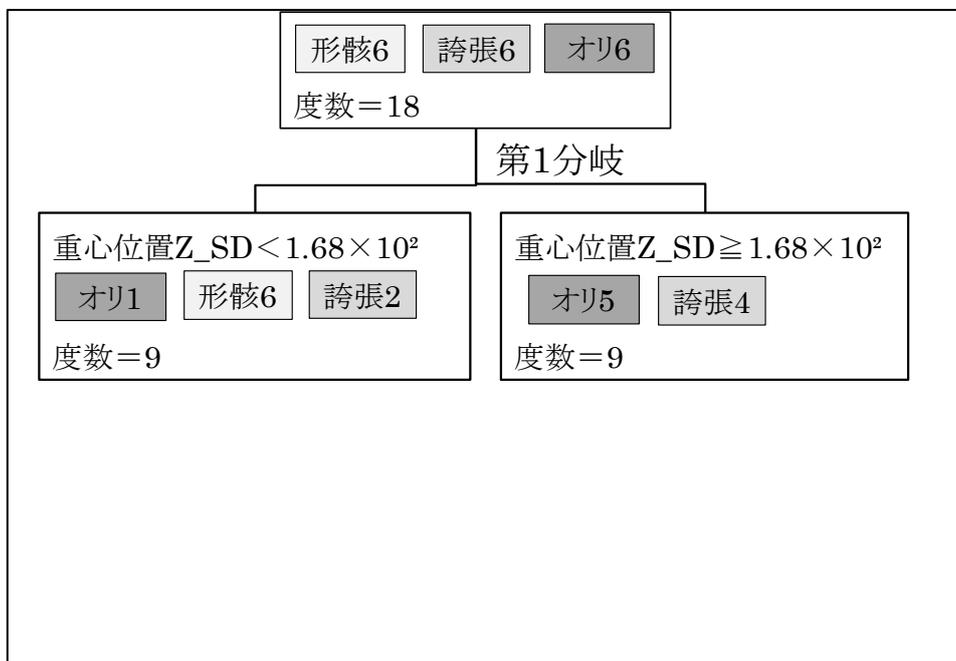 形骸6 誇張6 オリ6
度数＝18
第1分岐
重心位置Z_SD＜1.68×10²
オリ1 形骸6 誇張2
度数＝9
重心位置Z_SD≧1.68×10²
オリ5 誇張4
度数＝9